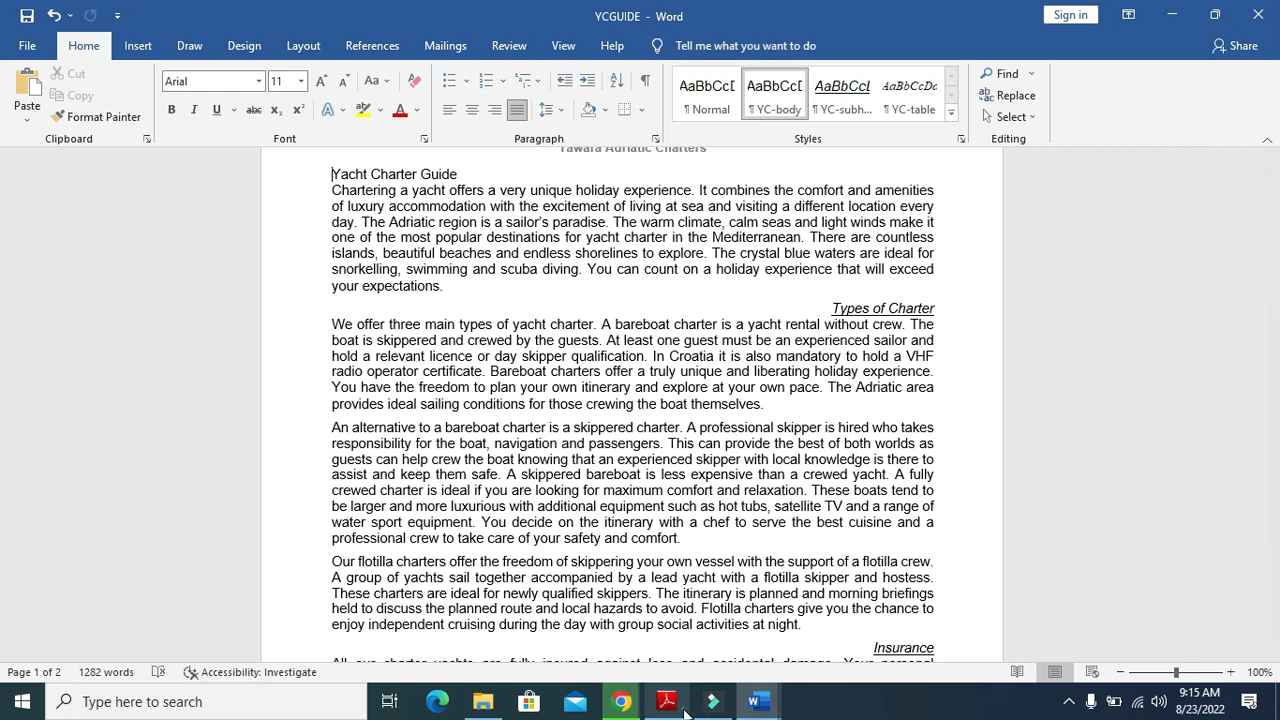 YCGUIDE - Word
Sign in
File Home Insert Draw Design Layout References Mailings Review View Help Tell me what you want to do Share
Paste Cut Copy Format Painter
Arial 11
AaBbCcD AaBbCcD AaBbCcI AaBbCcDa
¶ Normal ¶ YC-body ¶ YC-subh... ¶ YC-table
Find Replace Select
Clipboard Font Paragraph Styles Editing
Tawara Adriatic Charters
Yacht Charter Guide
Chartering a yacht offers a very unique holiday experience. It combines the comfort and amenities
of luxury accommodation with the excitement of living at sea and visiting a different location every
day. The Adriatic region is a sailor's paradise. The warm climate, calm seas and light winds make it
one of the most popular destinations for yacht charter in the Mediterranean. There are countless
islands, beautiful beaches and endless shorelines to explore. The crystal blue waters are ideal for
snorkelling, swimming and scuba diving. You can count on a holiday experience that will exceed
your expectations.
Types of Charter
We offer three main types of yacht charter. A bareboat charter is a yacht rental without crew. The
boat is skippered and crewed by the guests. At least one guest must be an experienced sailor and
hold a relevant licence or day skipper qualification. In Croatia it is also mandatory to hold a VHF
radio operator certificate. Bareboat charters offer a truly unique and liberating holiday experience.
You have the freedom to plan your own itinerary and explore at your own pace. The Adriatic area
provides ideal sailing conditions for those crewing the boat themselves.
An alternative to a bareboat charter is a skippered charter. A professional skipper is hired who takes
responsibility for the boat, navigation and passengers. This can provide the best of both worlds as
guests can help crew the boat knowing that an experienced skipper with local knowledge is there to
assist and keep them safe. A skippered bareboat is less expensive than a crewed yacht. A fully
crewed charter is ideal if you are looking for maximum comfort and relaxation. These boats tend to
be larger and more luxurious with additional equipment such as hot tubs, satellite TV and a range of
water sport equipment. You decide on the itinerary with a chef to serve the best cuisine and a
professional crew to take care of your safety and comfort.
Our flotilla charters offer the freedom of skippering your own vessel with the support of a flotilla crew.
A group of yachts sail together accompanied by a lead yacht with a flotilla skipper and hostess.
These charters are ideal for newly qualified skippers. The itinerary is planned and morning briefings
held to discuss the planned route and local hazards to avoid. Flotilla charters give you the chance to
enjoy independent cruising during the day with group social activities at night.
Insurance
All our charter yachts are fully insured against loss and accidental damage. Your personal
Page 1 of 2 1282 words Accessibility: Investigate 100%
Type here to search
9:15 AM
8/23/2022